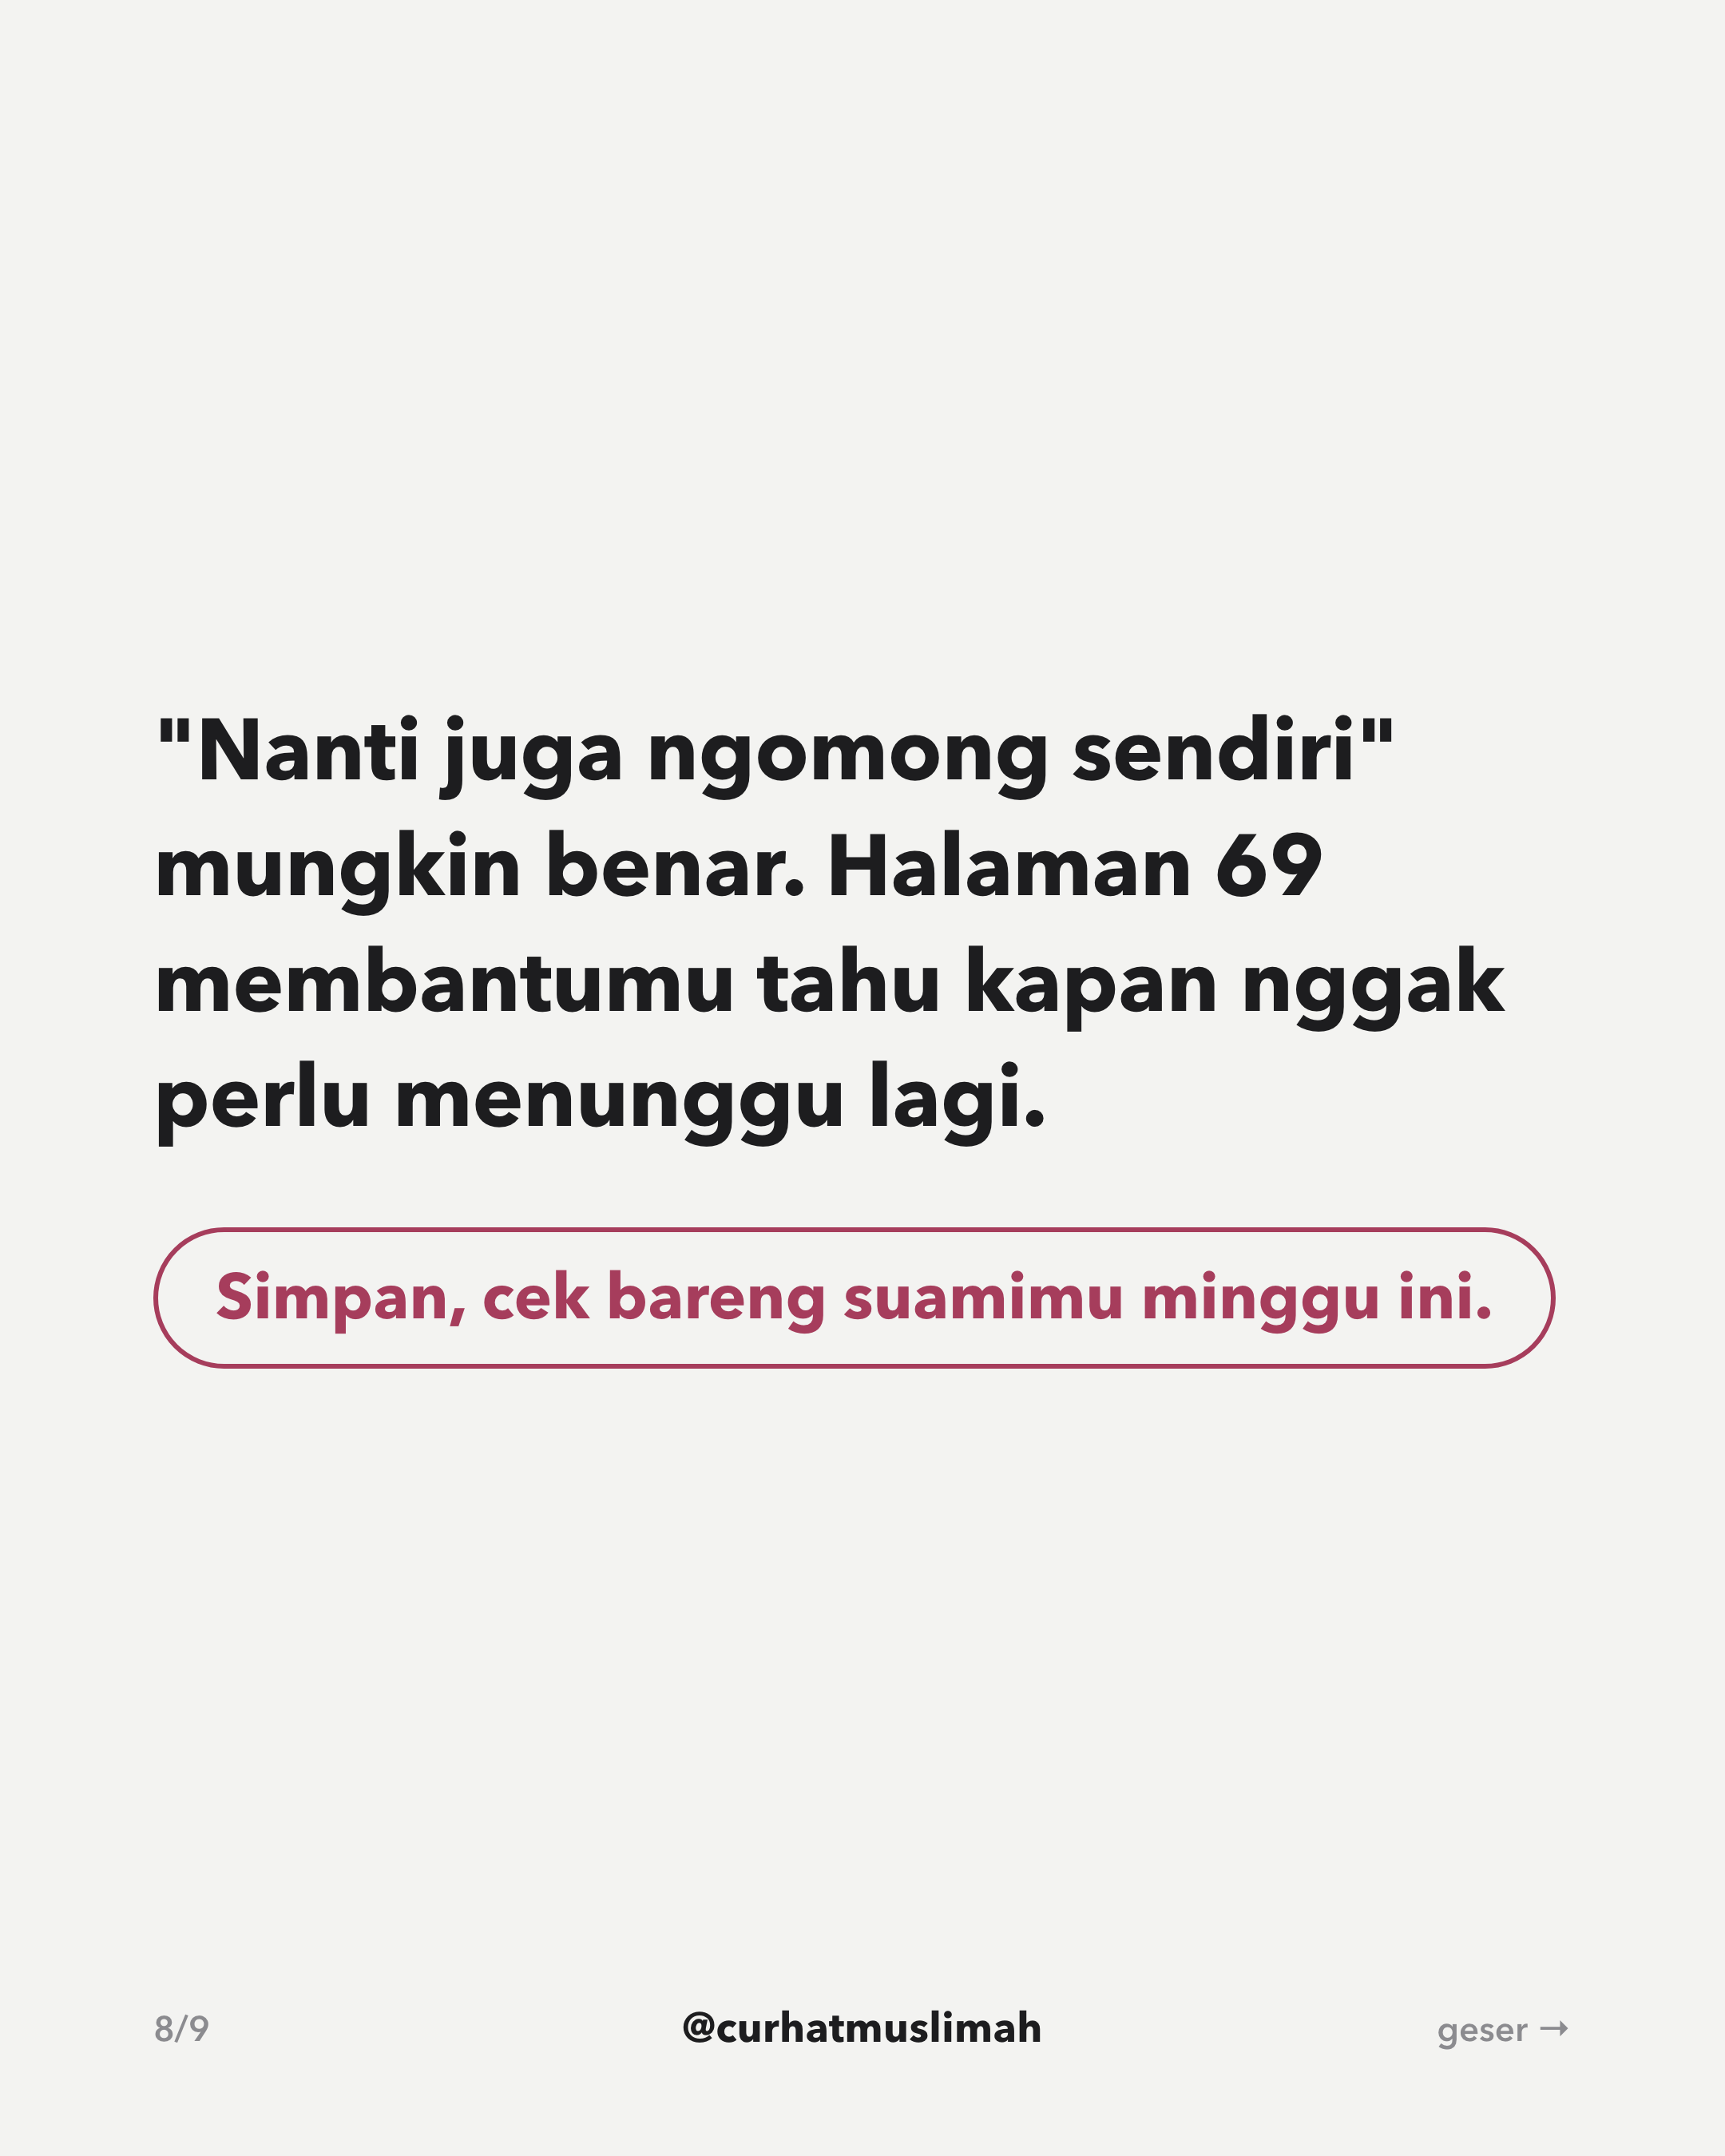 "Nanti juga ngomong sendiri"
mungkin benar. Halaman 69
membantumu tahu kapan nggak
perlu menunggu lagi.
Simpan, cek bareng suamimu minggu ini.
8/9
@curhatmuslimah
geser →